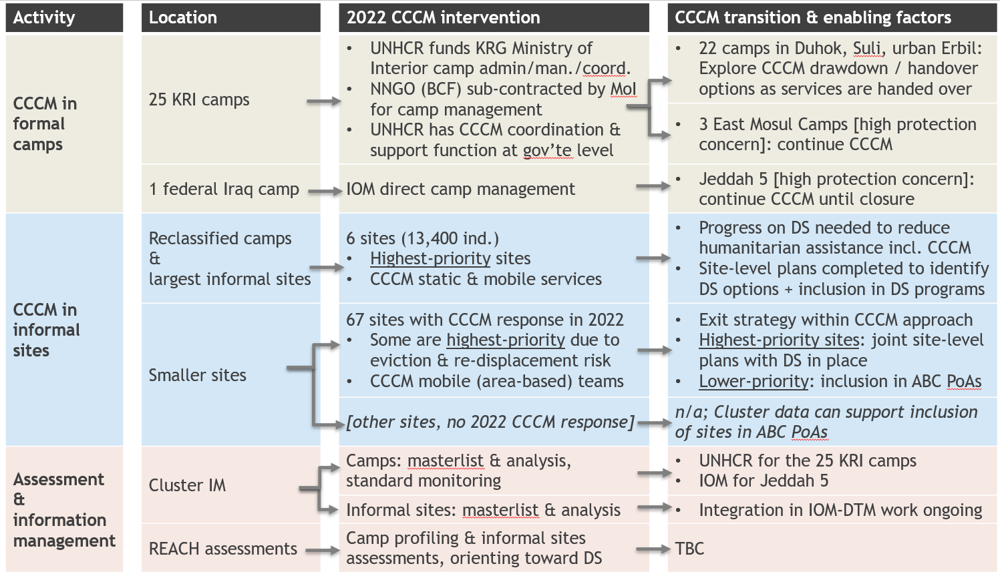 Activity
Location
2022 CCCM intervention
CCCM transition & enabling factors
CCCM in
formal
camps
25 KRI camps
• UNHCR funds KRG Ministry of
Interior camp admin/man./coord.
• NNGO (BCF) sub-contracted by MoI
for camp management
• UNHCR has CCCM coordination &
support function at gov’te level
• 22 camps in Duhok, Suli, urban Erbil:
Explore CCCM drawdown / handover
options as services are handed over
• 3 East Mosul Camps [high protection
concern]: continue CCCM
1 federal Iraq camp
IOM direct camp management
• Jeddah 5 [high protection concern]:
continue CCCM until closure
CCCM in
informal
sites
Reclassified camps
&
largest informal sites
6 sites (13,400 ind.)
• Highest-priority sites
• CCCM static & mobile services
• Progress on DS needed to reduce
humanitarian assistance incl. CCCM
• Site-level plans completed to identify
DS options + inclusion in DS programs
Smaller sites
67 sites with CCCM response in 2022
• Some are highest-priority due to
eviction & re-displacement risk
• CCCM mobile (area-based) teams
• Exit strategy within CCCM approach
• Highest-priority sites: joint site-level
plans with DS in place
• Lower-priority: inclusion in ABC PoAs
[other sites, no 2022 CCCM response]
n/a; Cluster data can support inclusion
of sites in ABC PoAs
Assessment
&
information
management
Cluster IM
Camps: masterlist & analysis,
standard monitoring
• UNHCR for the 25 KRI camps
• IOM for Jeddah 5
Informal sites: masterlist & analysis
• Integration in IOM-DTM work ongoing
REACH assessments
Camp profiling & informal sites
assessments, orienting toward DS
TBC